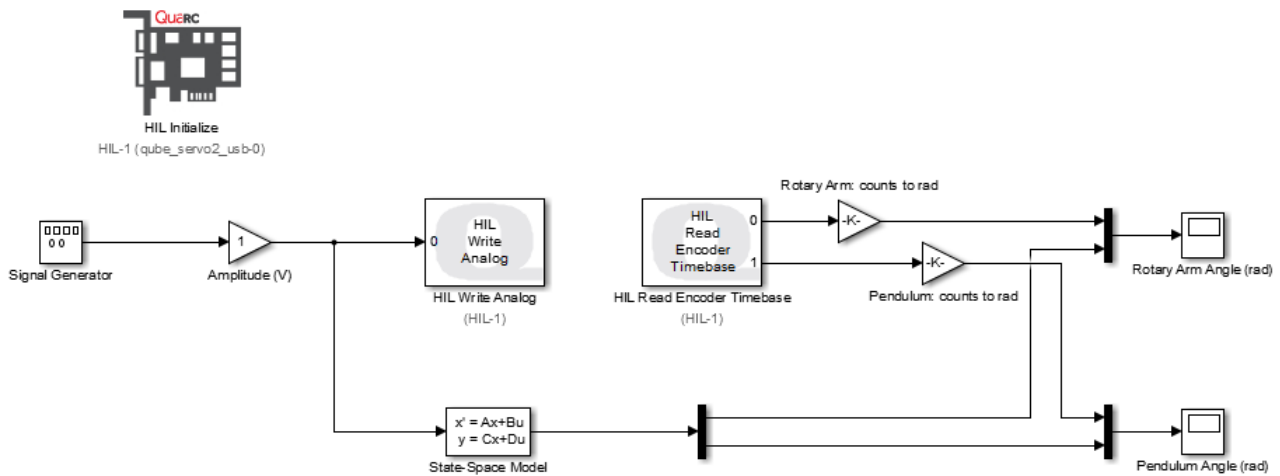 QuaRC
HIL Initialize
HIL-1 (qube_servo2_usb-0)
Signal Generator
1
Amplitude (V)
0
HIL
Write
Analog
HIL Write Analog
(HIL-1)
HIL
Read
Encoder
Timebase
0
1
HIL Read Encoder Timebase
(HIL-1)
Rotary Arm: counts to rad
-K-
-K-
Pendulum: counts to rad
Rotary Arm Angle (rad)
x' = Ax+Bu
y = Cx+Du
State-Space Model
Pendulum Angle (rad)